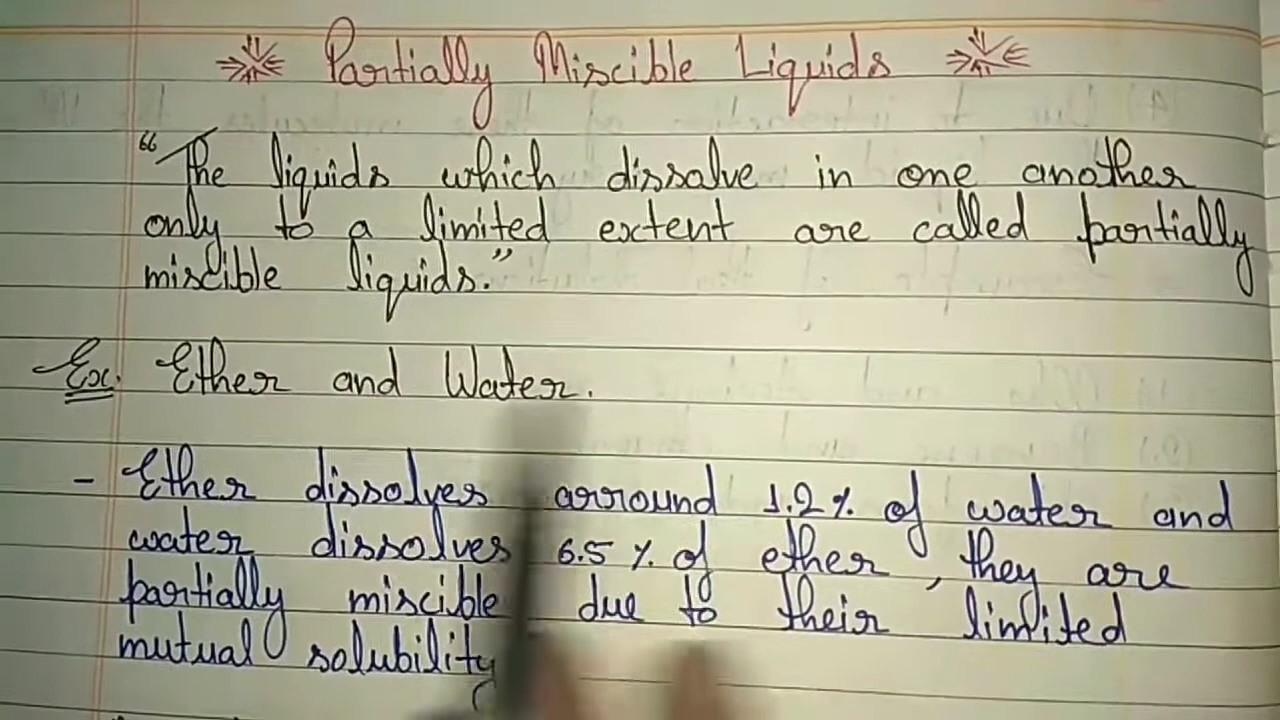 Partially Miscible Liquids
"The liquids which dissolve in one another
only to a limited extent are called partially
miscible liquids."
Ex. Ether and Water.
- Ether dissolves arround 1.2% of water and
water dissolves 6.5 % of ether, they are
partially miscible due to their limited
mutual solubility